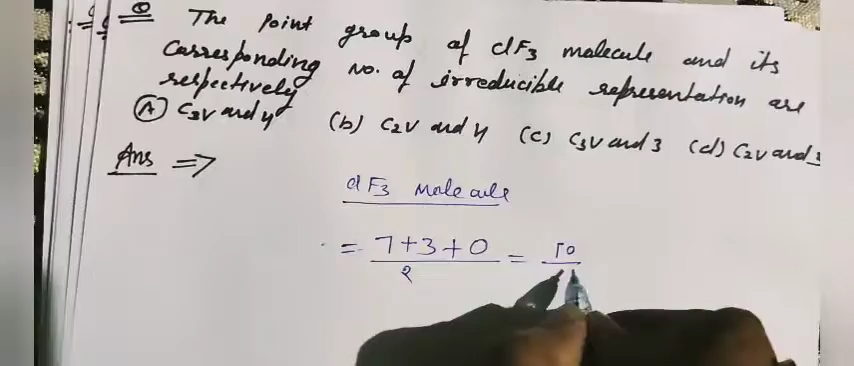 The Point group of clF3 molecule and its
Corresponding No. of irreducible representation are
respectively
(A) C3v and 4 (b) C2v and 4 (c) C3v and 3 (d) C2v and 3
Ans ⇒
clF3 Molecule
= 7+3+0 / 2 = 10